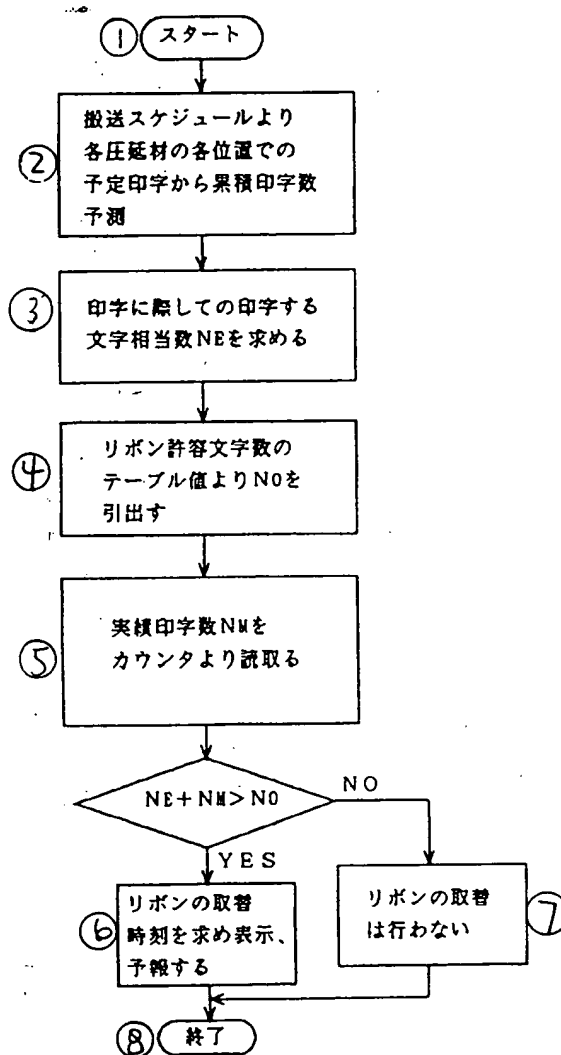 ① スタート
② 搬送スケジュールより
各圧延材の各位置での
予定印字から累積印字数
予測
③ 印字に際しての印字する
文字相当数NEを求める
④ リボン許容文字数の
テーブル値よりN0を
引出す
⑤ 実績印字数NMを
カウンタより読取る
NE+NM>N0
NO
YES
⑥ リボンの取替
時刻を求め表示、
予報する
⑦ リボンの取替
は行わない
⑧ 終了